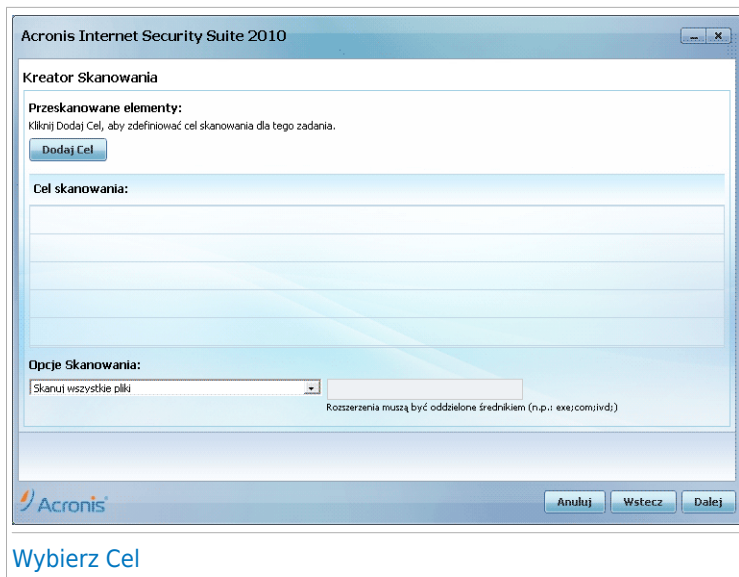 Acronis Internet Security Suite 2010
Kreator Skanowania
Przeskanowane elementy:
Kliknij Dodaj Cel, aby zdefiniować cel skanowania dla tego zadania.
Dodaj Cel
Cel skanowania:
Opcje Skanowania:
Skanuj wszystkie pliki
Rozszerzenia muszą być oddzielone średnikiem (n.p.: exe;com;ivd;)
Acronis
Anuluj Wstecz Dalej
Wybierz Cel